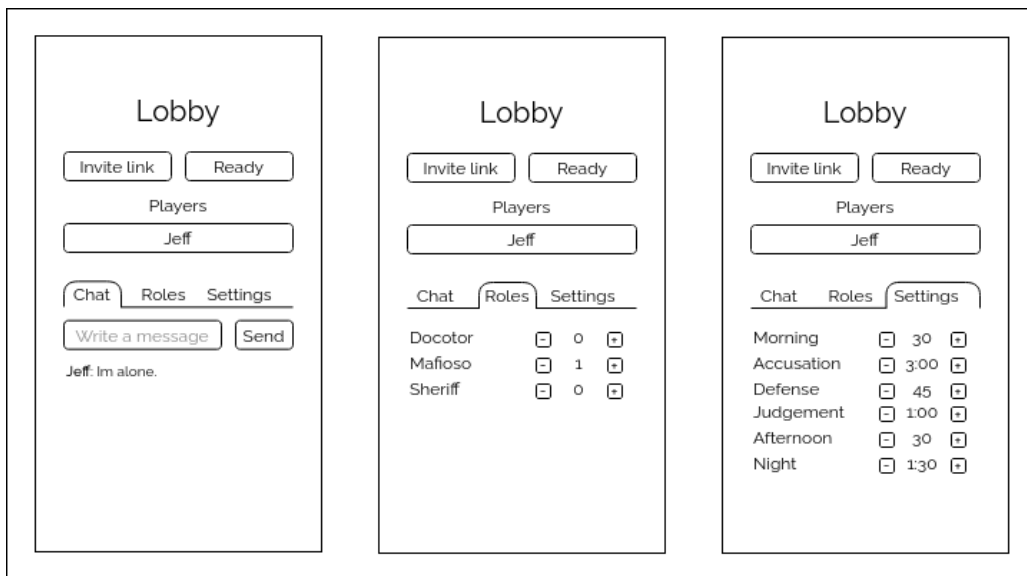 Lobby
Invite link Ready
Players
Jeff
Chat Roles Settings
Write a message Send
Jeff: Im alone.
Lobby
Invite link Ready
Players
Jeff
Chat Roles Settings
Docotor - 0 +
Mafioso - 1 +
Sheriff - 0 +
Lobby
Invite link Ready
Players
Jeff
Chat Roles Settings
Morning - 30 +
Accusation - 3:00 +
Defense - 45 +
Judgement - 1:00 +
Afternoon - 30 +
Night - 1:30 +